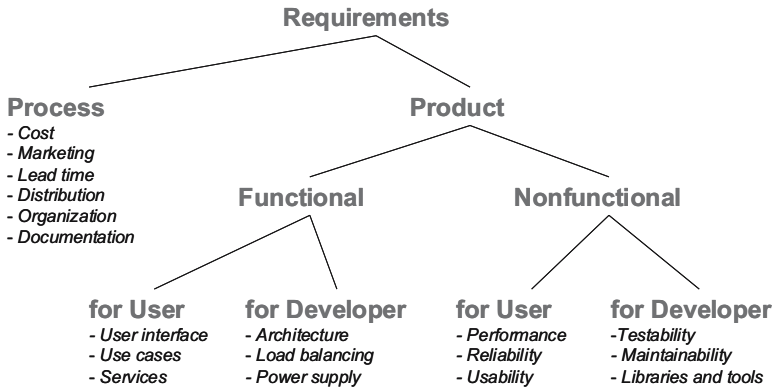 Requirements
Process
- Cost
- Marketing
- Lead time
- Distribution
- Organization
- Documentation
Product
Functional
Nonfunctional
for User
- User interface
- Use cases
- Services
for Developer
- Architecture
- Load balancing
- Power supply
for User
- Performance
- Reliability
- Usability
for Developer
-Testability
- Maintainability
- Libraries and tools